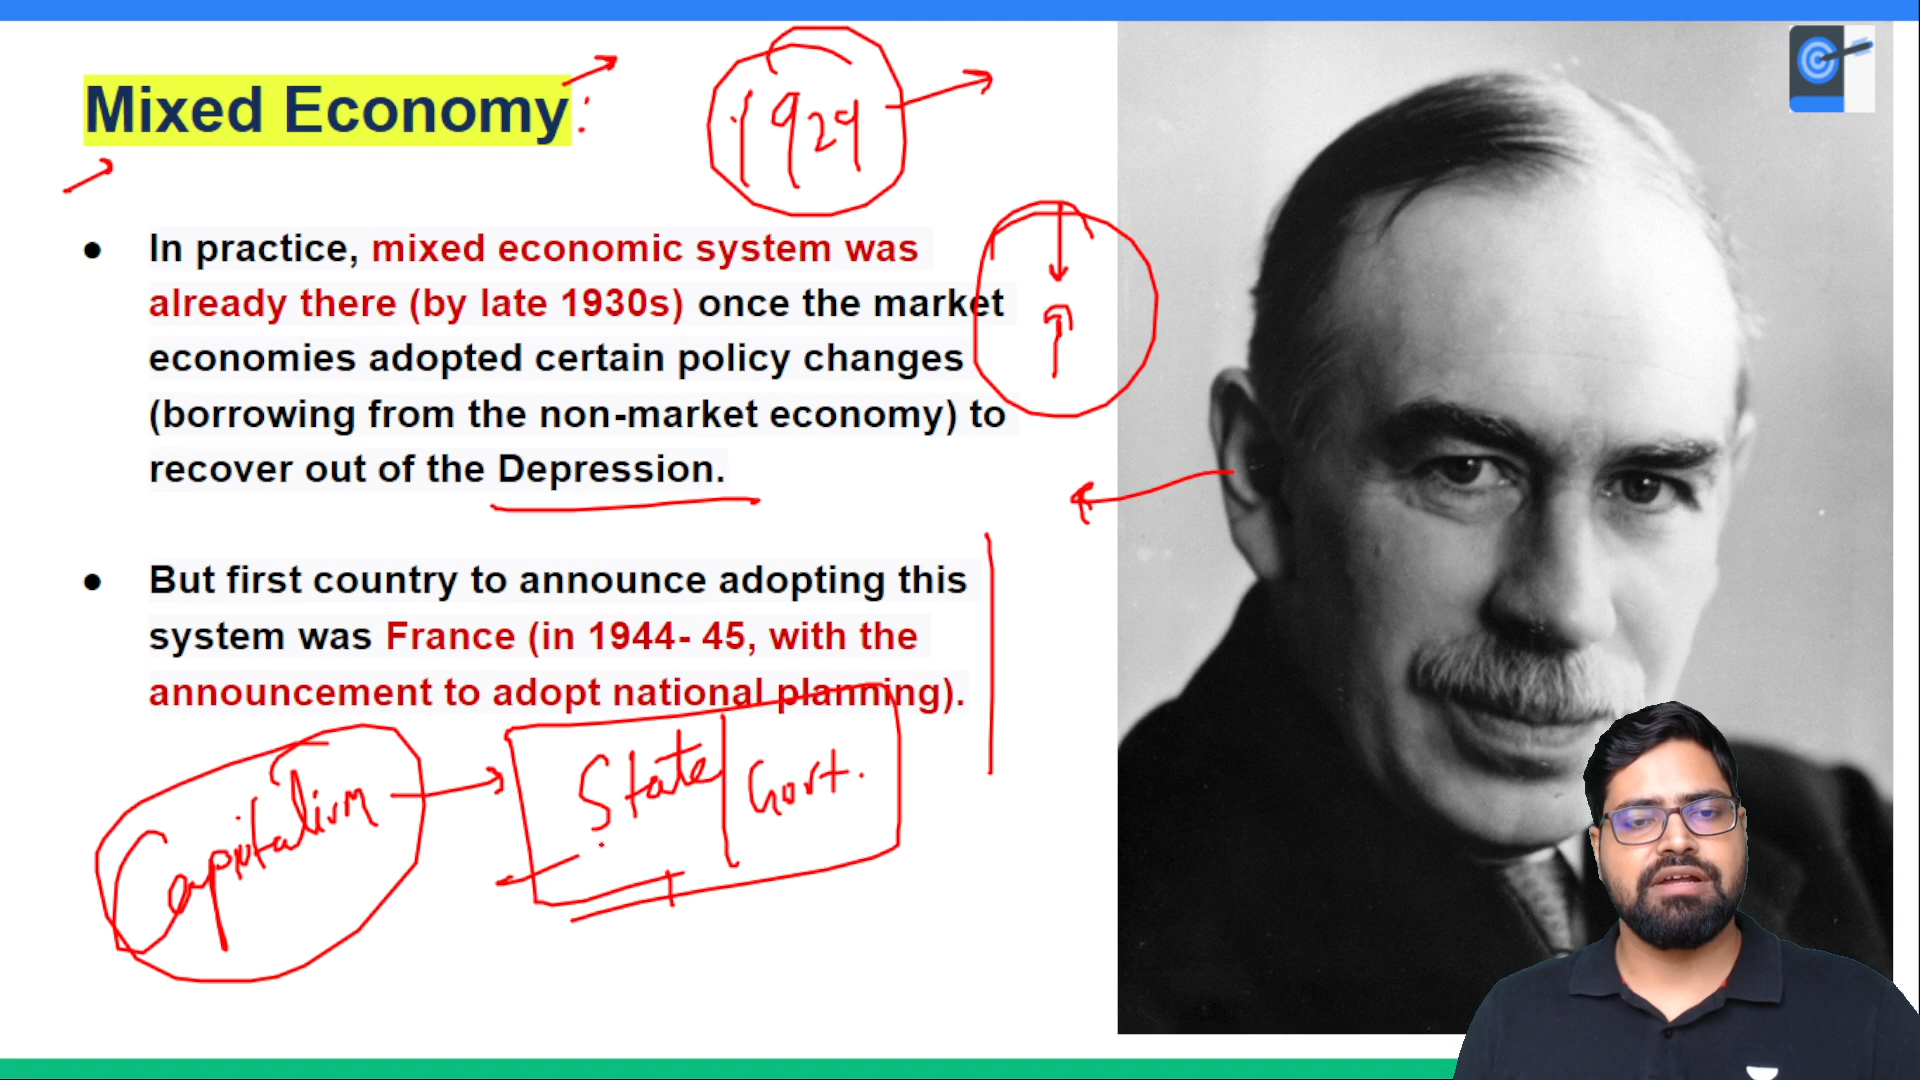 Mixed Economy:
1929
In practice, mixed economic system was
already there (by late 1930s) once the market
economies adopted certain policy changes
(borrowing from the non-market economy) to
recover out of the Depression.
But first country to announce adopting this
system was France (in 1944- 45, with the
announcement to adopt national planning).
Capitalism
State
Govt.